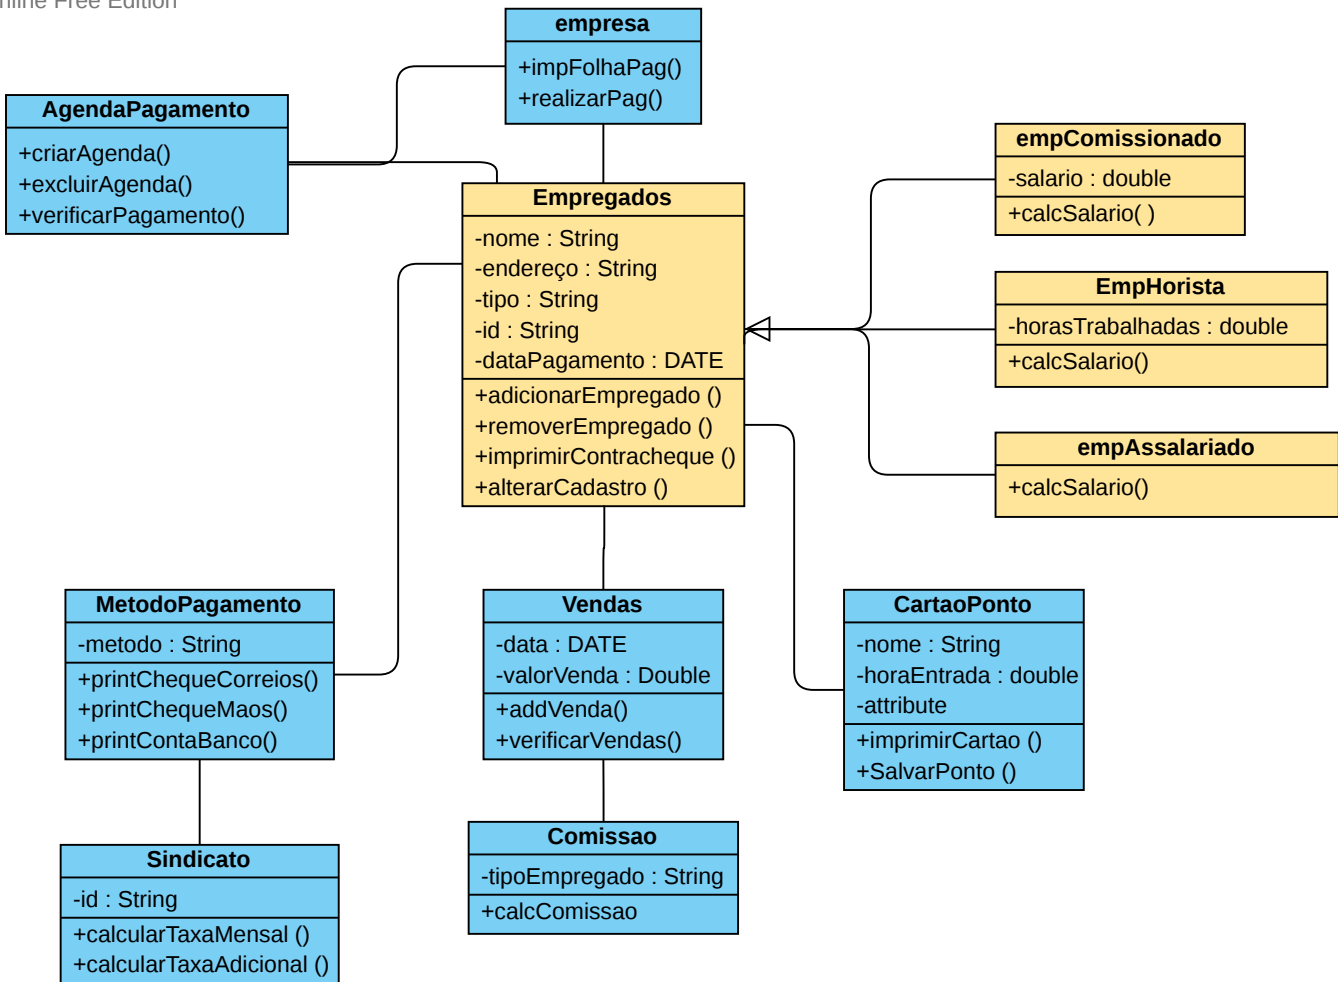 nline Free Edition
empresa
+impFolhaPag()
+realizarPag()
AgendaPagamento
+criarAgenda()
+excluirAgenda()
+verificarPagamento()
Empregados
-nome : String
-endereço : String
-tipo : String
-id : String
-dataPagamento : DATE
+adicionarEmpregado ()
+removerEmpregado ()
+imprimirContracheque ()
+alterarCadastro ()
empComissionado
-salario : double
+calcSalario( )
EmpHorista
-horasTrabalhadas : double
+calcSalario()
empAssalariado
+calcSalario()
MetodoPagamento
-metodo : String
+printChequeCorreios()
+printChequeMaos()
+printContaBanco()
Vendas
-data : DATE
-valorVenda : Double
+addVenda()
+verificarVendas()
CartaoPonto
-nome : String
-horaEntrada : double
-attribute
+imprimirCartao ()
+SalvarPonto ()
Sindicato
-id : String
+calcularTaxaMensal ()
+calcularTaxaAdicional ()
Comissao
-tipoEmpregado : String
+calcComissao